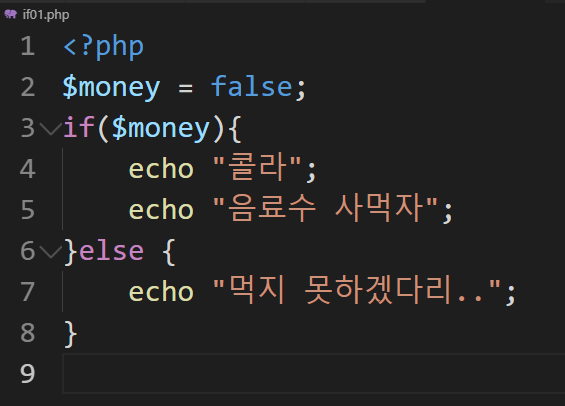 if01.php
1 <?php
2 $money = false;
3 if($money){
4     echo "콜라";
5     echo "음료수 사먹자";
6 }else {
7     echo "먹지 못하겠다리..";
8 }
9